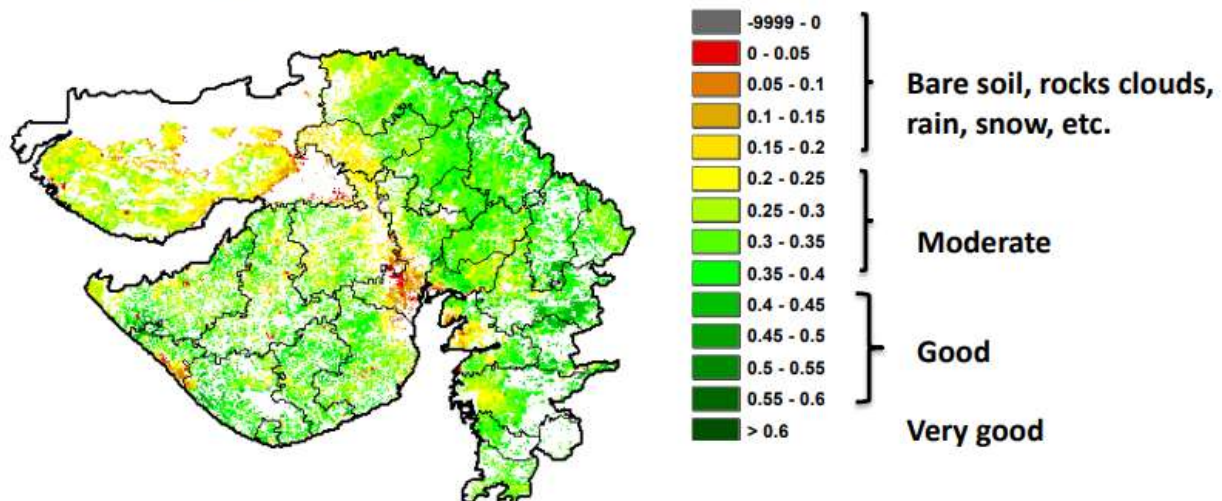 -9999 - 0
0 - 0.05
0.05 - 0.1
0.1 - 0.15
0.15 - 0.2
0.2 - 0.25
0.25 - 0.3
0.3 - 0.35
0.35 - 0.4
0.4 - 0.45
0.45 - 0.5
0.5 - 0.55
0.55 - 0.6
> 0.6
Bare soil, rocks clouds,
rain, snow, etc.
Moderate
Good
Very good